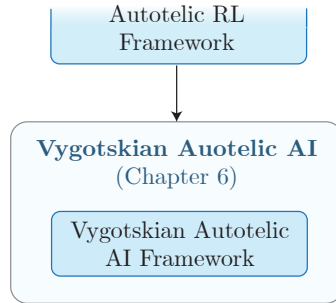 Autotelic RL
Framework
Vygotskian Auotelic AI
(Chapter 6)
Vygotskian Autotelic
AI Framework